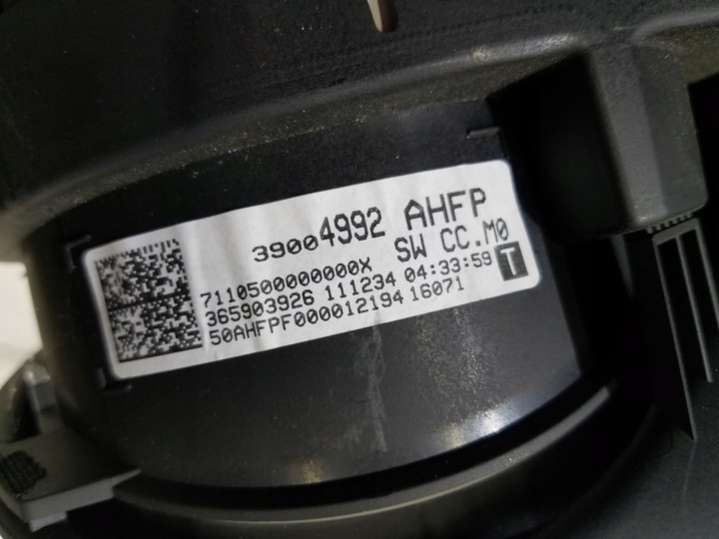 39004992 AHFP
SW CC.M0
7110500000000X
365903926 111234 04:33:59 T
50AHFPF000012194 16071